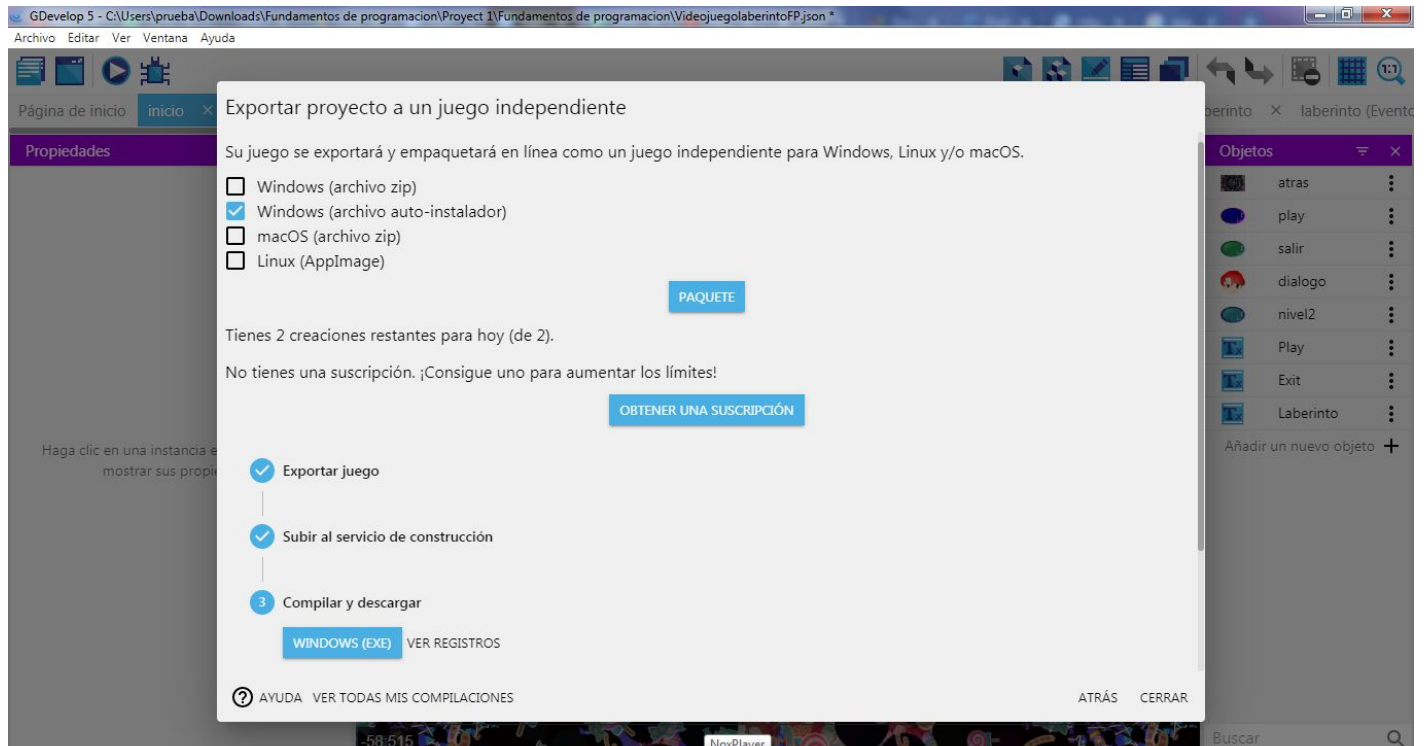 GDevelop 5 - C:\Users\prueba\Downloads\Fundamentos de programacion\Proyect 1\Fundamentos de programacion\VideojuegolaberintoFP.json *
Archivo Editar Ver Ventana Ayuda
1:1
Página de inicio inicio × berinto × laberinto (Evento
Propiedades
Objetos
Exportar proyecto a un juego independiente
Su juego se exportará y empaquetará en línea como un juego independiente para Windows, Linux y/o macOS.
Windows (archivo zip)
Windows (archivo auto-instalador)
macOS (archivo zip)
Linux (AppImage)
PAQUETE
Tienes 2 creaciones restantes para hoy (de 2).
No tienes una suscripción. ¡Consigue uno para aumentar los límites!
OBTENER UNA SUSCRIPCIÓN
Exportar juego
Subir al servicio de construcción
3 Compilar y descargar
WINDOWS (EXE) VER REGISTROS
? AYUDA VER TODAS MIS COMPILACIONES
ATRÁS CERRAR
Haga clic en una instancia e
mostrar sus propie
atras
play
salir
dialogo
nivel2
Tx Play
Tx Exit
Tx Laberinto
Añadir un nuevo objeto +
-58;515
NoxPlayer
Buscar